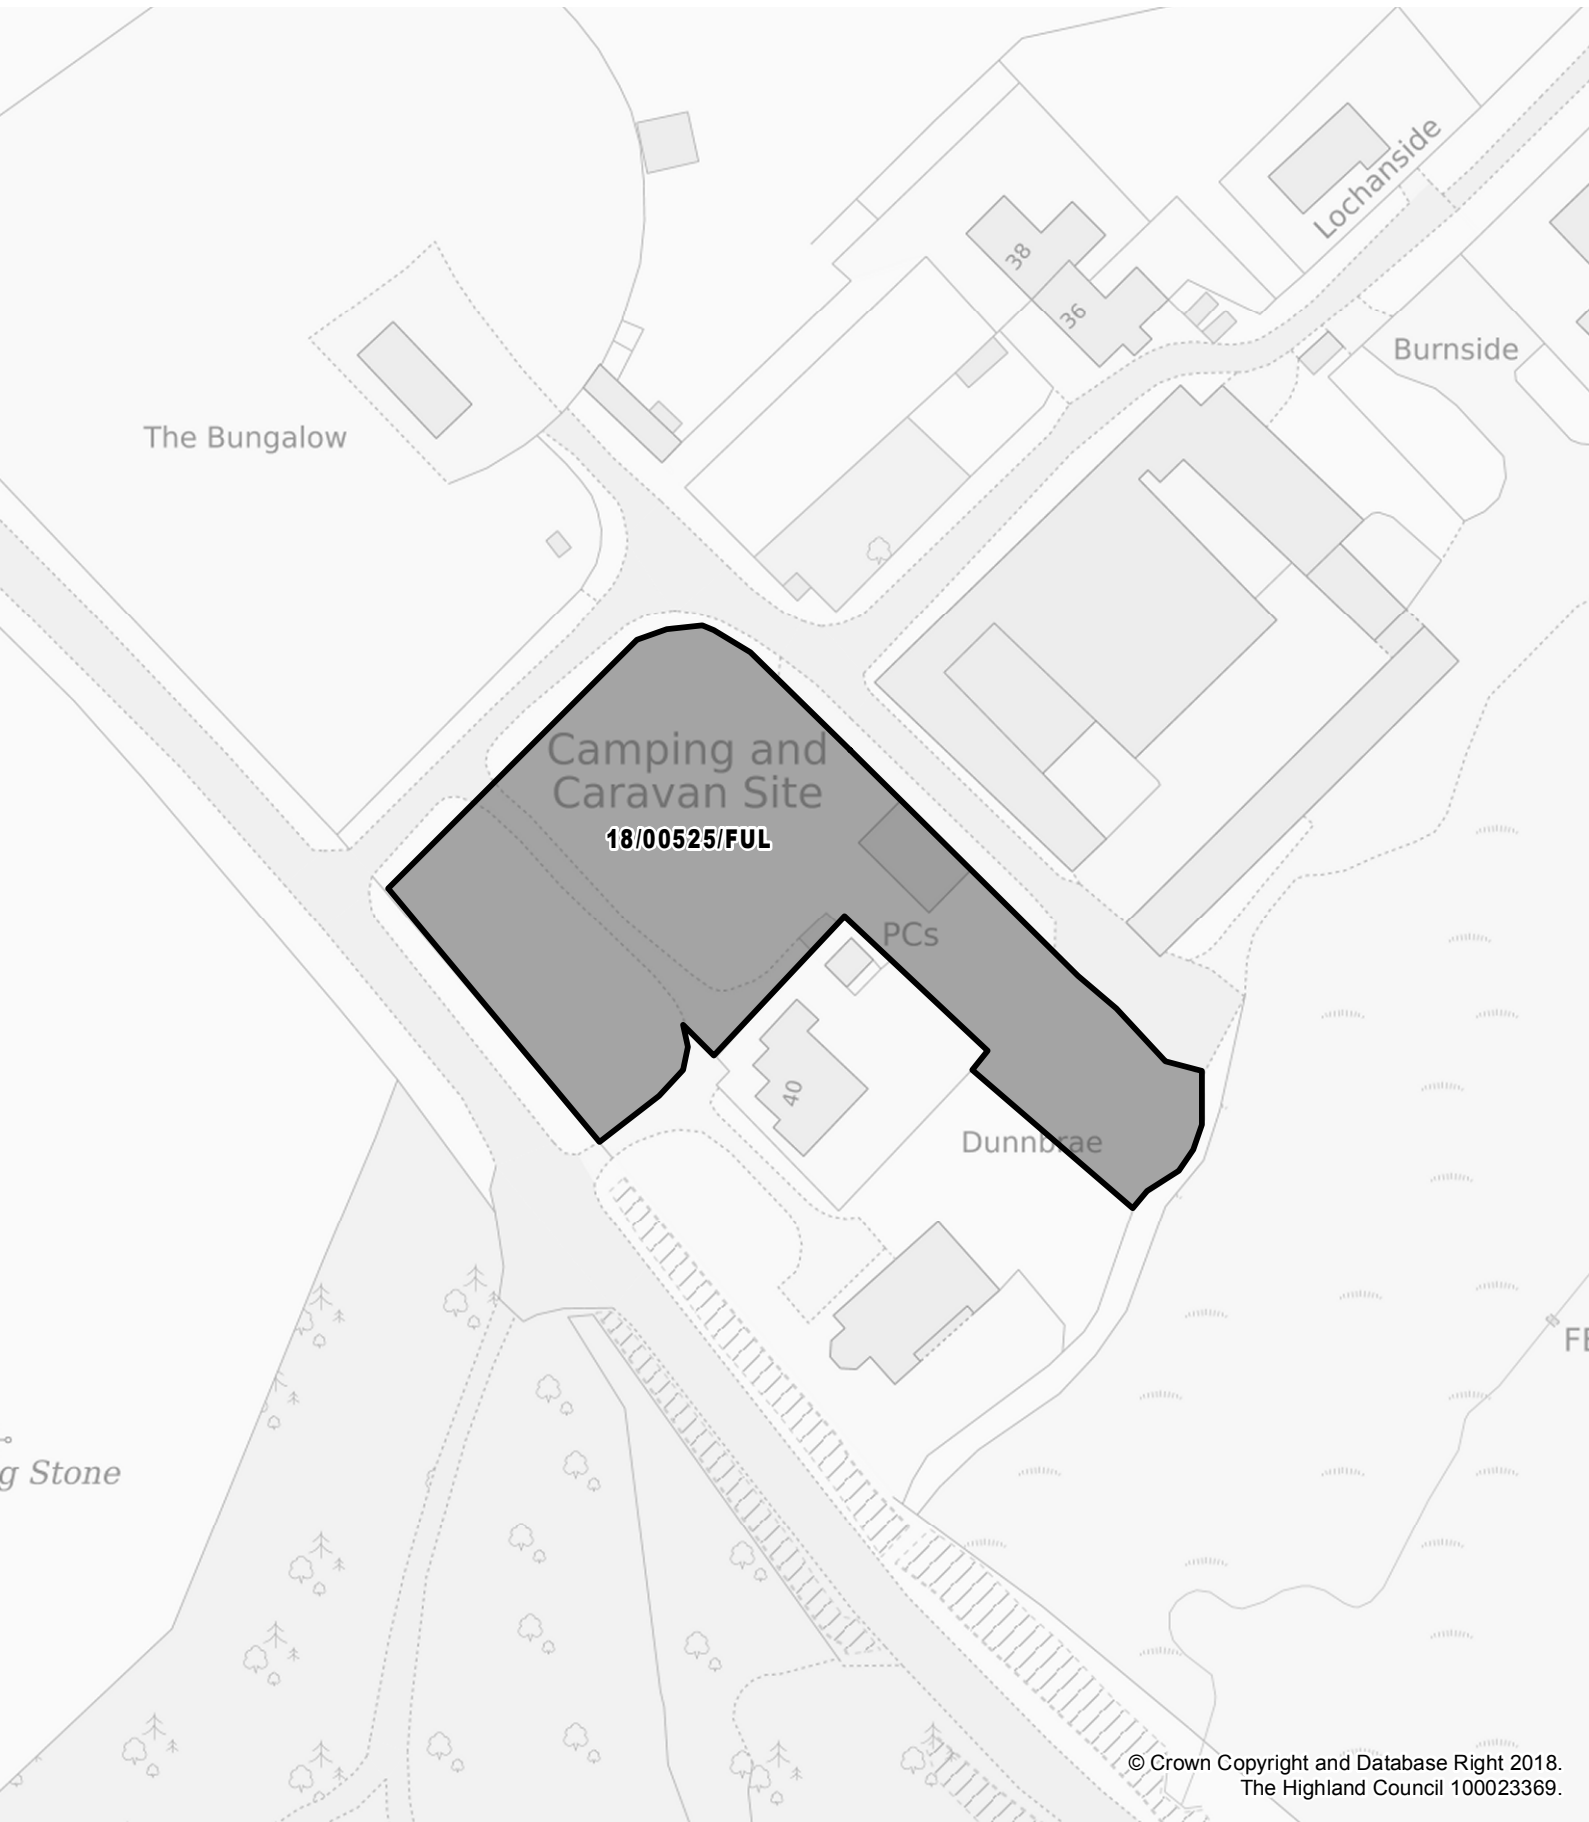 Lochanside
38
36
Burnside
The Bungalow
Camping and
Caravan Site
18/00525/FUL
PCs
40
Dunnbrae
g Stone
© Crown Copyright and Database Right 2018.
The Highland Council 100023369.